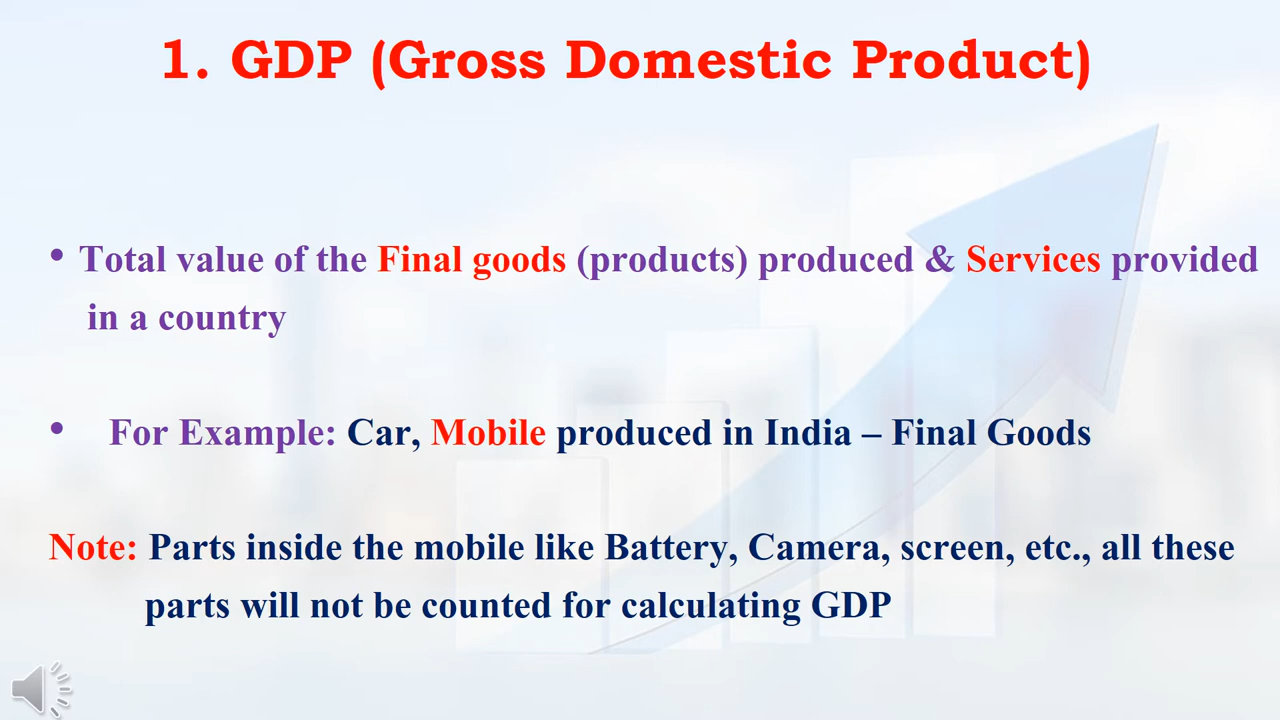 1. GDP (Gross Domestic Product)
• Total value of the Final goods (products) produced & Services provided
in a country
• For Example: Car, Mobile produced in India – Final Goods
Note: Parts inside the mobile like Battery, Camera, screen, etc., all these
parts will not be counted for calculating GDP